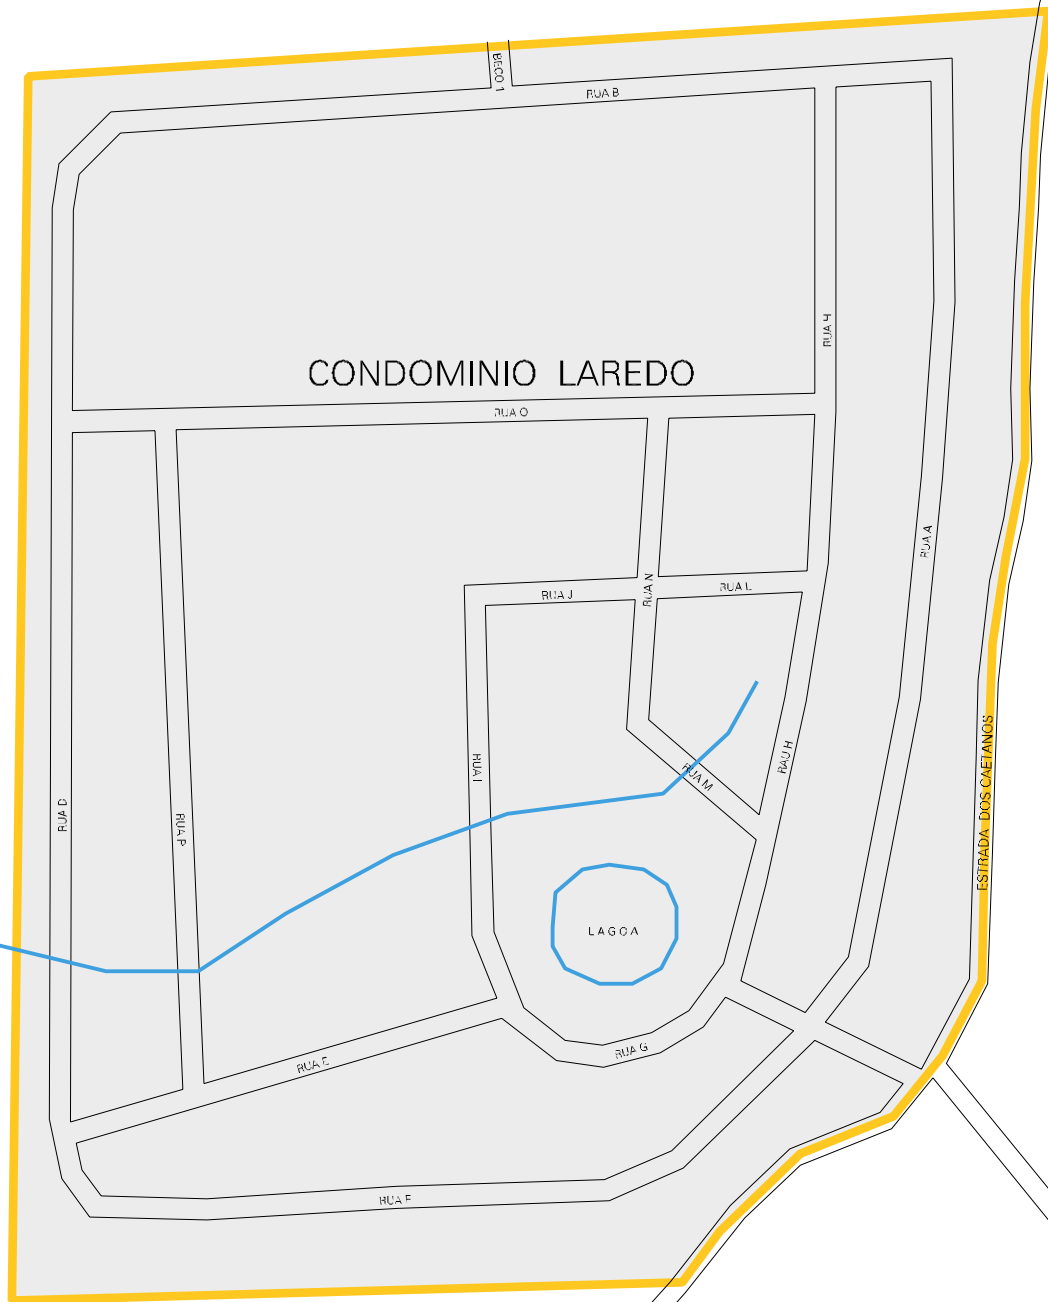 BECO 1
RUA B
RUA H
CONDOMINIO LAREDO
RUA O
RUA A
RUA J
RUA N
RUA L
RUA I
RUA M
RAU H
ESTRADA DOS CAETANOS
RUA D
RUA P
LAGOA
RUA E
RUA G
RUA F